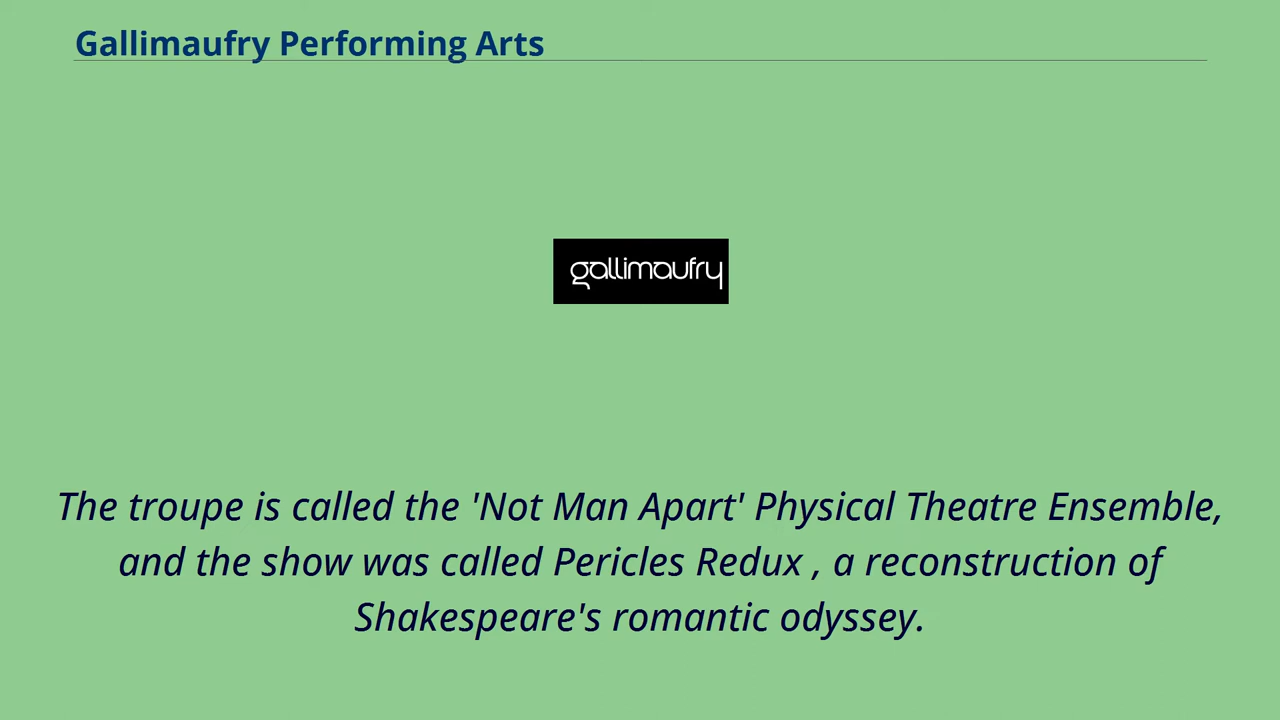 Gallimaufry Performing Arts
gallimaufry
The troupe is called the 'Not Man Apart' Physical Theatre Ensemble,
and the show was called Pericles Redux , a reconstruction of
Shakespeare's romantic odyssey.